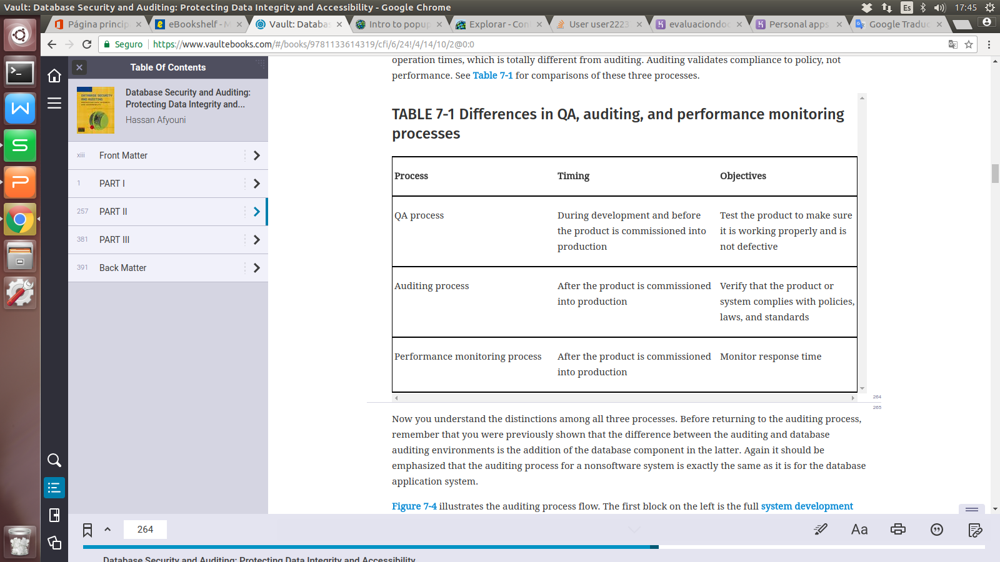 Vault: Database Security and Auditing: Protecting Data Integrity and Accessibility - Google Chrome
Es
17:45
Página princip
eBookshelf - M
Vault: Databa
Intro to popup
Explorar - Con
User user2223
evaluaciondo
Personal apps
Google Traduc
Seguro
https://www.vaultebooks.com/#/books/9781133614319/cfi/6/24!/4/14/10/2@0:0
Table Of Contents
Database Security and Auditing:
Protecting Data Integrity and...
Hassan Afyouni
xiii Front Matter
1 PART I
257 PART II
381 PART III
391 Back Matter
operation times, which is totally different from auditing. Auditing validates compliance to policy, not
performance. See Table 7-1 for comparisons of these three processes.
TABLE 7-1 Differences in QA, auditing, and performance monitoring
processes
Process Timing Objectives
QA process During development and before Test the product to make sure
the product is commissioned into it is working properly and is
production not defective
Auditing process After the product is commissioned Verify that the product or
into production system complies with policies,
laws, and standards
Performance monitoring process After the product is commissioned Monitor response time
into production
264
265
Now you understand the distinctions among all three processes. Before returning to the auditing process,
remember that you were previously shown that the difference between the auditing and database
auditing environments is the addition of the database component in the latter. Again it should be
emphasized that the auditing process for a nonsoftware system is exactly the same as it is for the database
application system.
Figure 7-4 illustrates the auditing process flow. The first block on the left is the full system development
264
Aa
Database Security and Auditing: Protecting Data Integrity and Accessibility